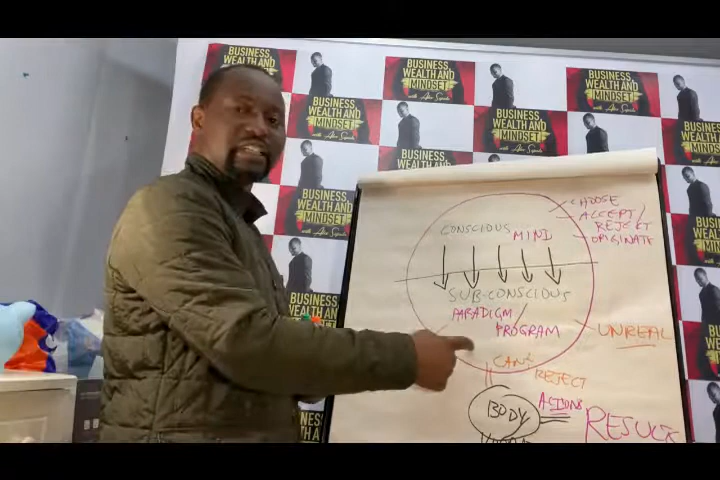 BUSINESS,
WEALTH AND
MINDSET
CHOOSE
ACCEPT/
REJECT
ORIGINATE
CONSCIOUS MIND
SUB-CONSCIOUS
PARADIGM/
PROGRAM
UNREAL
CAN'T
REJECT
BODY
ACTIONS
RESULTS